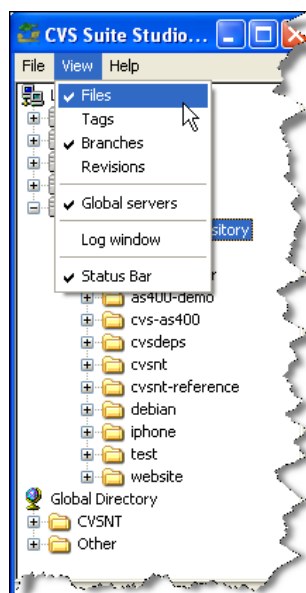 CVS Suite Studio...
File View Help
Files
Tags
Branches
Revisions
Global servers
Log window
Status Bar
as400-demo
cvs-as400
cvsdeps
cvsnt
cvsnt-reference
debian
iphone
test
website
Global Directory
CVSNT
Other